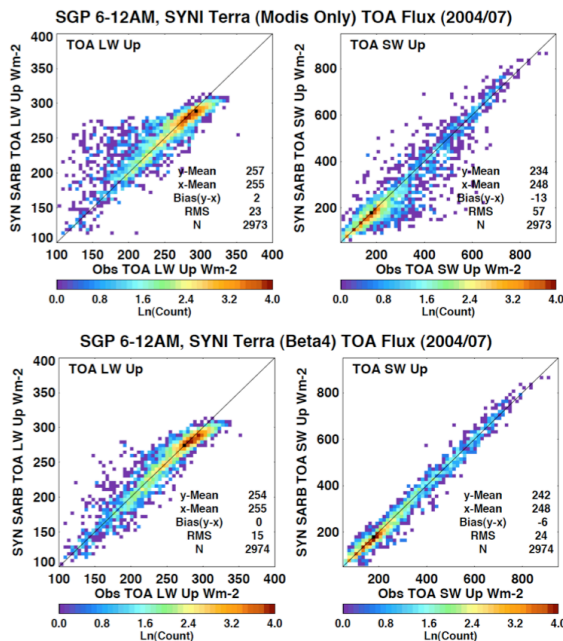 SGP 6-12AM, SYNI Terra (Modis Only) TOA Flux (2004/07)
TOA LW Up
SYN SARB TOA LW Up Wm-2
400
350
300
250
200
150
100
y-Mean 257
x-Mean 255
Bias(y-x) 2
RMS 23
N 2973
100 150 200 250 300 350 400
Obs TOA LW Up Wm-2
0.0 0.8 1.6 2.4 3.2 4.0
Ln(Count)
TOA SW Up
SYN SARB TOA SW Up Wm-2
800
600
400
200
y-Mean 234
x-Mean 248
Bias(y-x) -13
RMS 57
N 2973
200 400 600 800
Obs TOA SW Up Wm-2
0.0 0.8 1.6 2.4 3.2 4.0
Ln(Count)
SGP 6-12AM, SYNI Terra (Beta4) TOA Flux (2004/07)
TOA LW Up
SYN SARB TOA LW Up Wm-2
400
350
300
250
200
150
100
y-Mean 254
x-Mean 255
Bias(y-x) 0
RMS 15
N 2974
100 150 200 250 300 350 400
Obs TOA LW Up Wm-2
0.0 0.8 1.6 2.4 3.2 4.0
Ln(Count)
TOA SW Up
SYN SARB TOA SW Up Wm-2
800
600
400
200
y-Mean 242
x-Mean 248
Bias(y-x) -6
RMS 24
N 2974
200 400 600 800
Obs TOA SW Up Wm-2
0.0 0.8 1.6 2.4 3.2 4.0
Ln(Count)